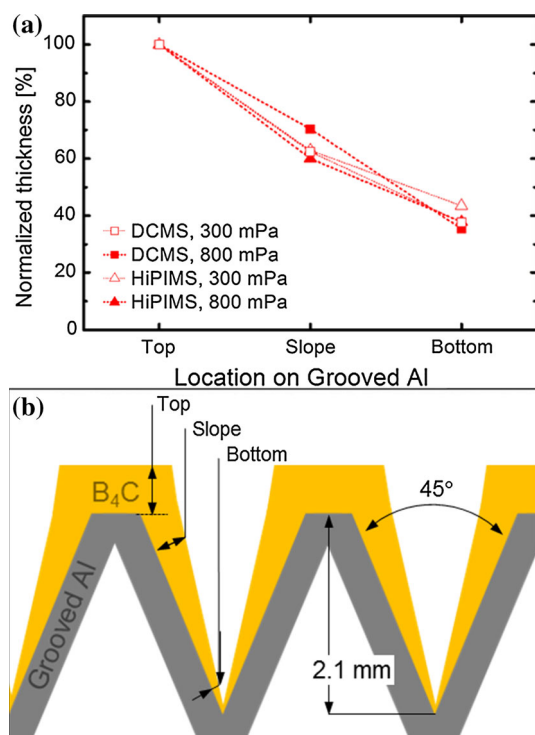 (a)
Normalized thickness [%]
100
80
60
40
20
0
DCMS, 300 mPa
DCMS, 800 mPa
HiPIMS, 300 mPa
HiPIMS, 800 mPa
Top
Slope
Bottom
Location on Grooved Al
(b)
Top
Slope
Bottom
B₄C
45°
Grooved Al
2.1 mm